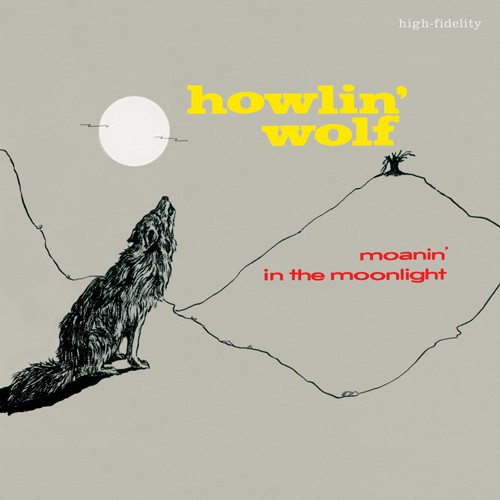 high-fidelity
howlin'
wolf
moanin'
in the moonlight